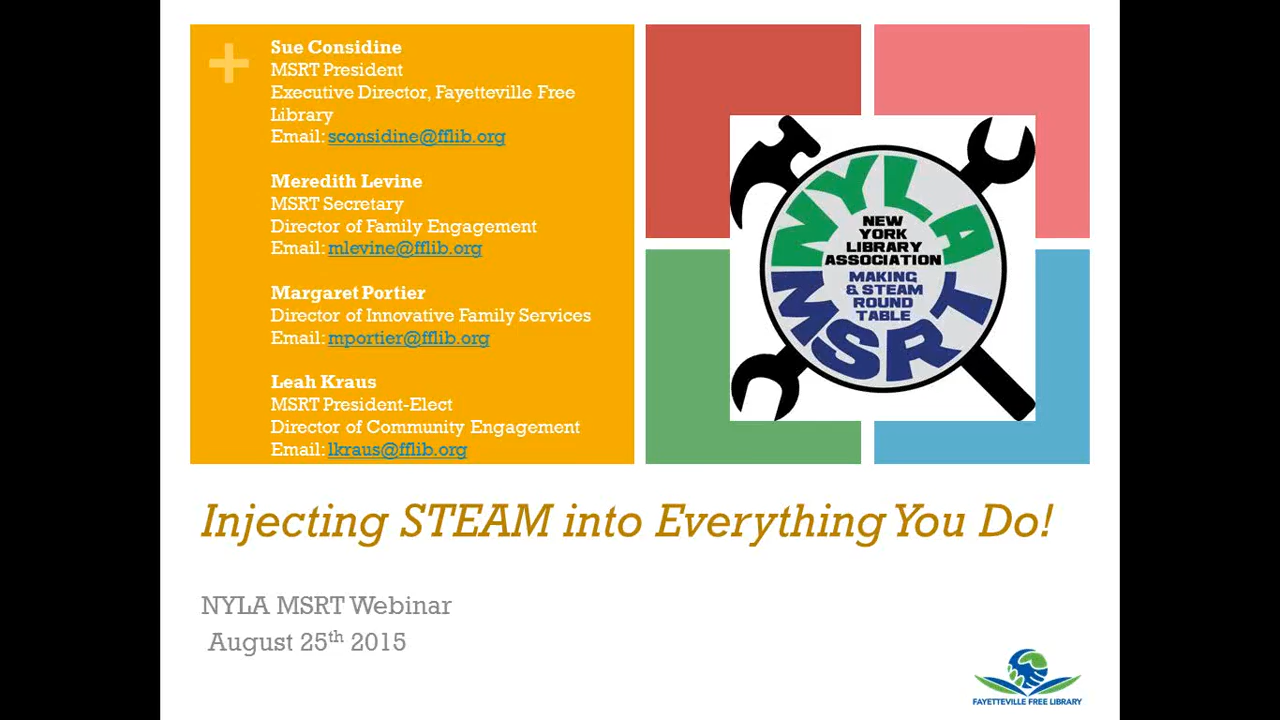 Sue Considine
MSRT President
Executive Director, Fayetteville Free
Library
Email: sconsidine@fflib.org
Meredith Levine
MSRT Secretary
Director of Family Engagement
Email: mlevine@fflib.org
Margaret Portier
Director of Innovative Family Services
Email: mportier@fflib.org
Leah Kraus
MSRT President-Elect
Director of Community Engagement
Email: lkraus@fflib.org
NYLA
NEW
YORK
LIBRARY
ASSOCIATION
MAKING
& STEAM
ROUND
TABLE
MSRT
Injecting STEAM into Everything You Do!
NYLA MSRT Webinar
August 25th 2015
FAYETTEVILLE FREE LIBRARY